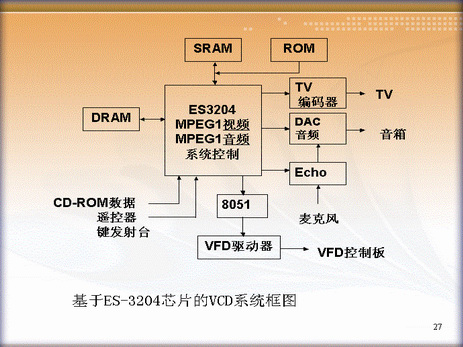 SRAM
ROM
TV
编码器
TV
DRAM
ES3204
MPEG1视频
MPEG1音频
系统控制
DAC
音频
音箱
Echo
CD-ROM数据
遥控器
键发射台
8051
麦克风
VFD驱动器
VFD控制板
基于ES-3204芯片的VCD系统框图
27